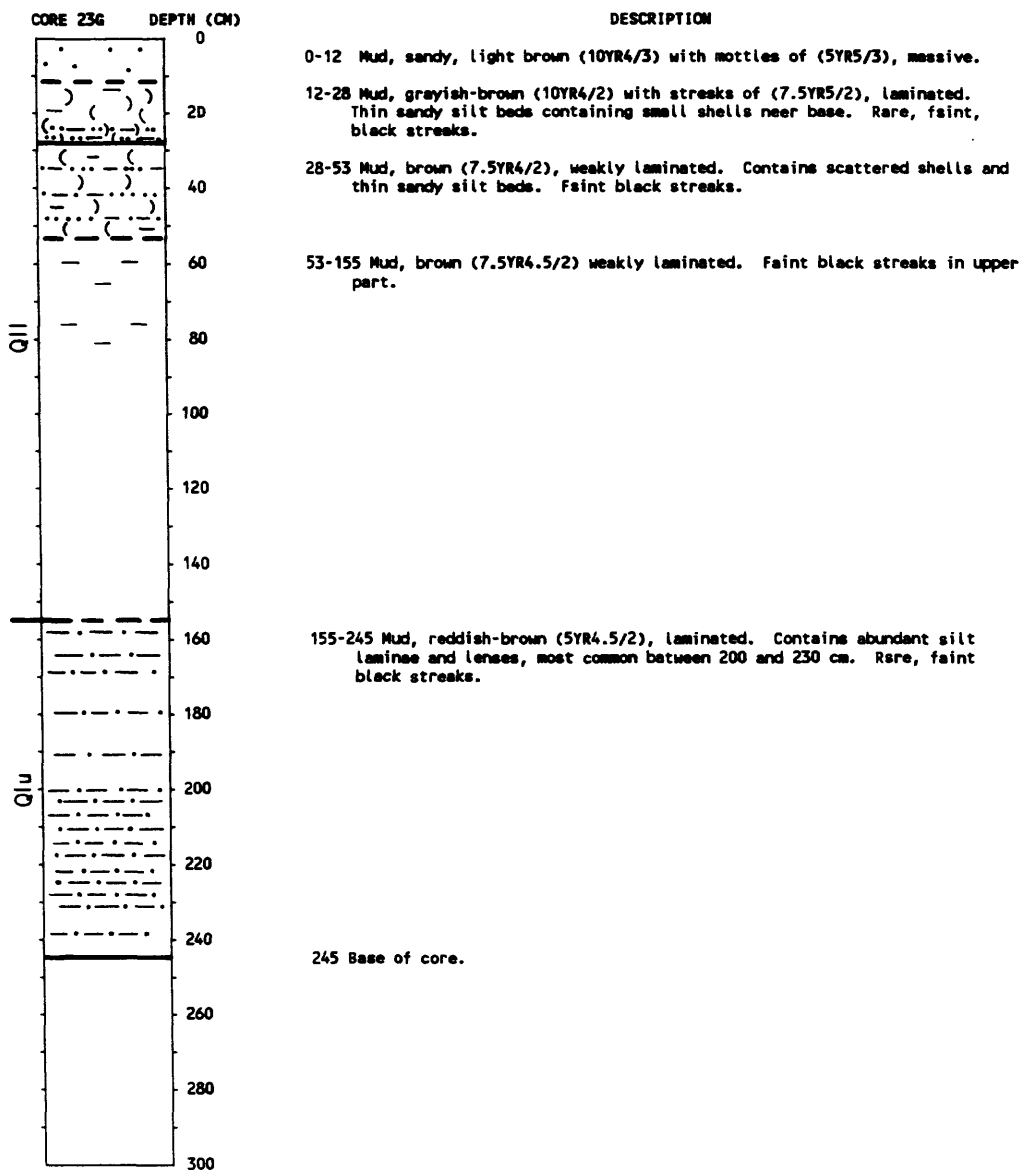 CORE 23G DEPTH (CM) DESCRIPTION
0
0-12 Mud, sandy, light brown (10YR4/3) with mottles of (5YR5/3), massive.
12-28 Mud, grayish-brown (10YR4/2) with streaks of (7.5YR5/2), laminated.
20
Thin sandy silt beds containing small shells neer base. Rare, fsint,
black streaks.
28-53 Mud, brown (7.5YR4/2), weakly laminated. Contains scattered shells and
40
thin sandy silt beds. Fsint black streaks.
60
53-155 Mud, brown (7.5YR4.5/2) weakly laminated. Faint black streaks in upper
part.
Qll
80
100
120
140
160
155-245 Mud, reddish-brown (5YR4.5/2), laminated. Contains abundant silt
laminae and lenses, most common between 200 and 230 cm. Rsre, faint
black streaks.
180
Qlu
200
220
240
245 Base of core.
260
280
300